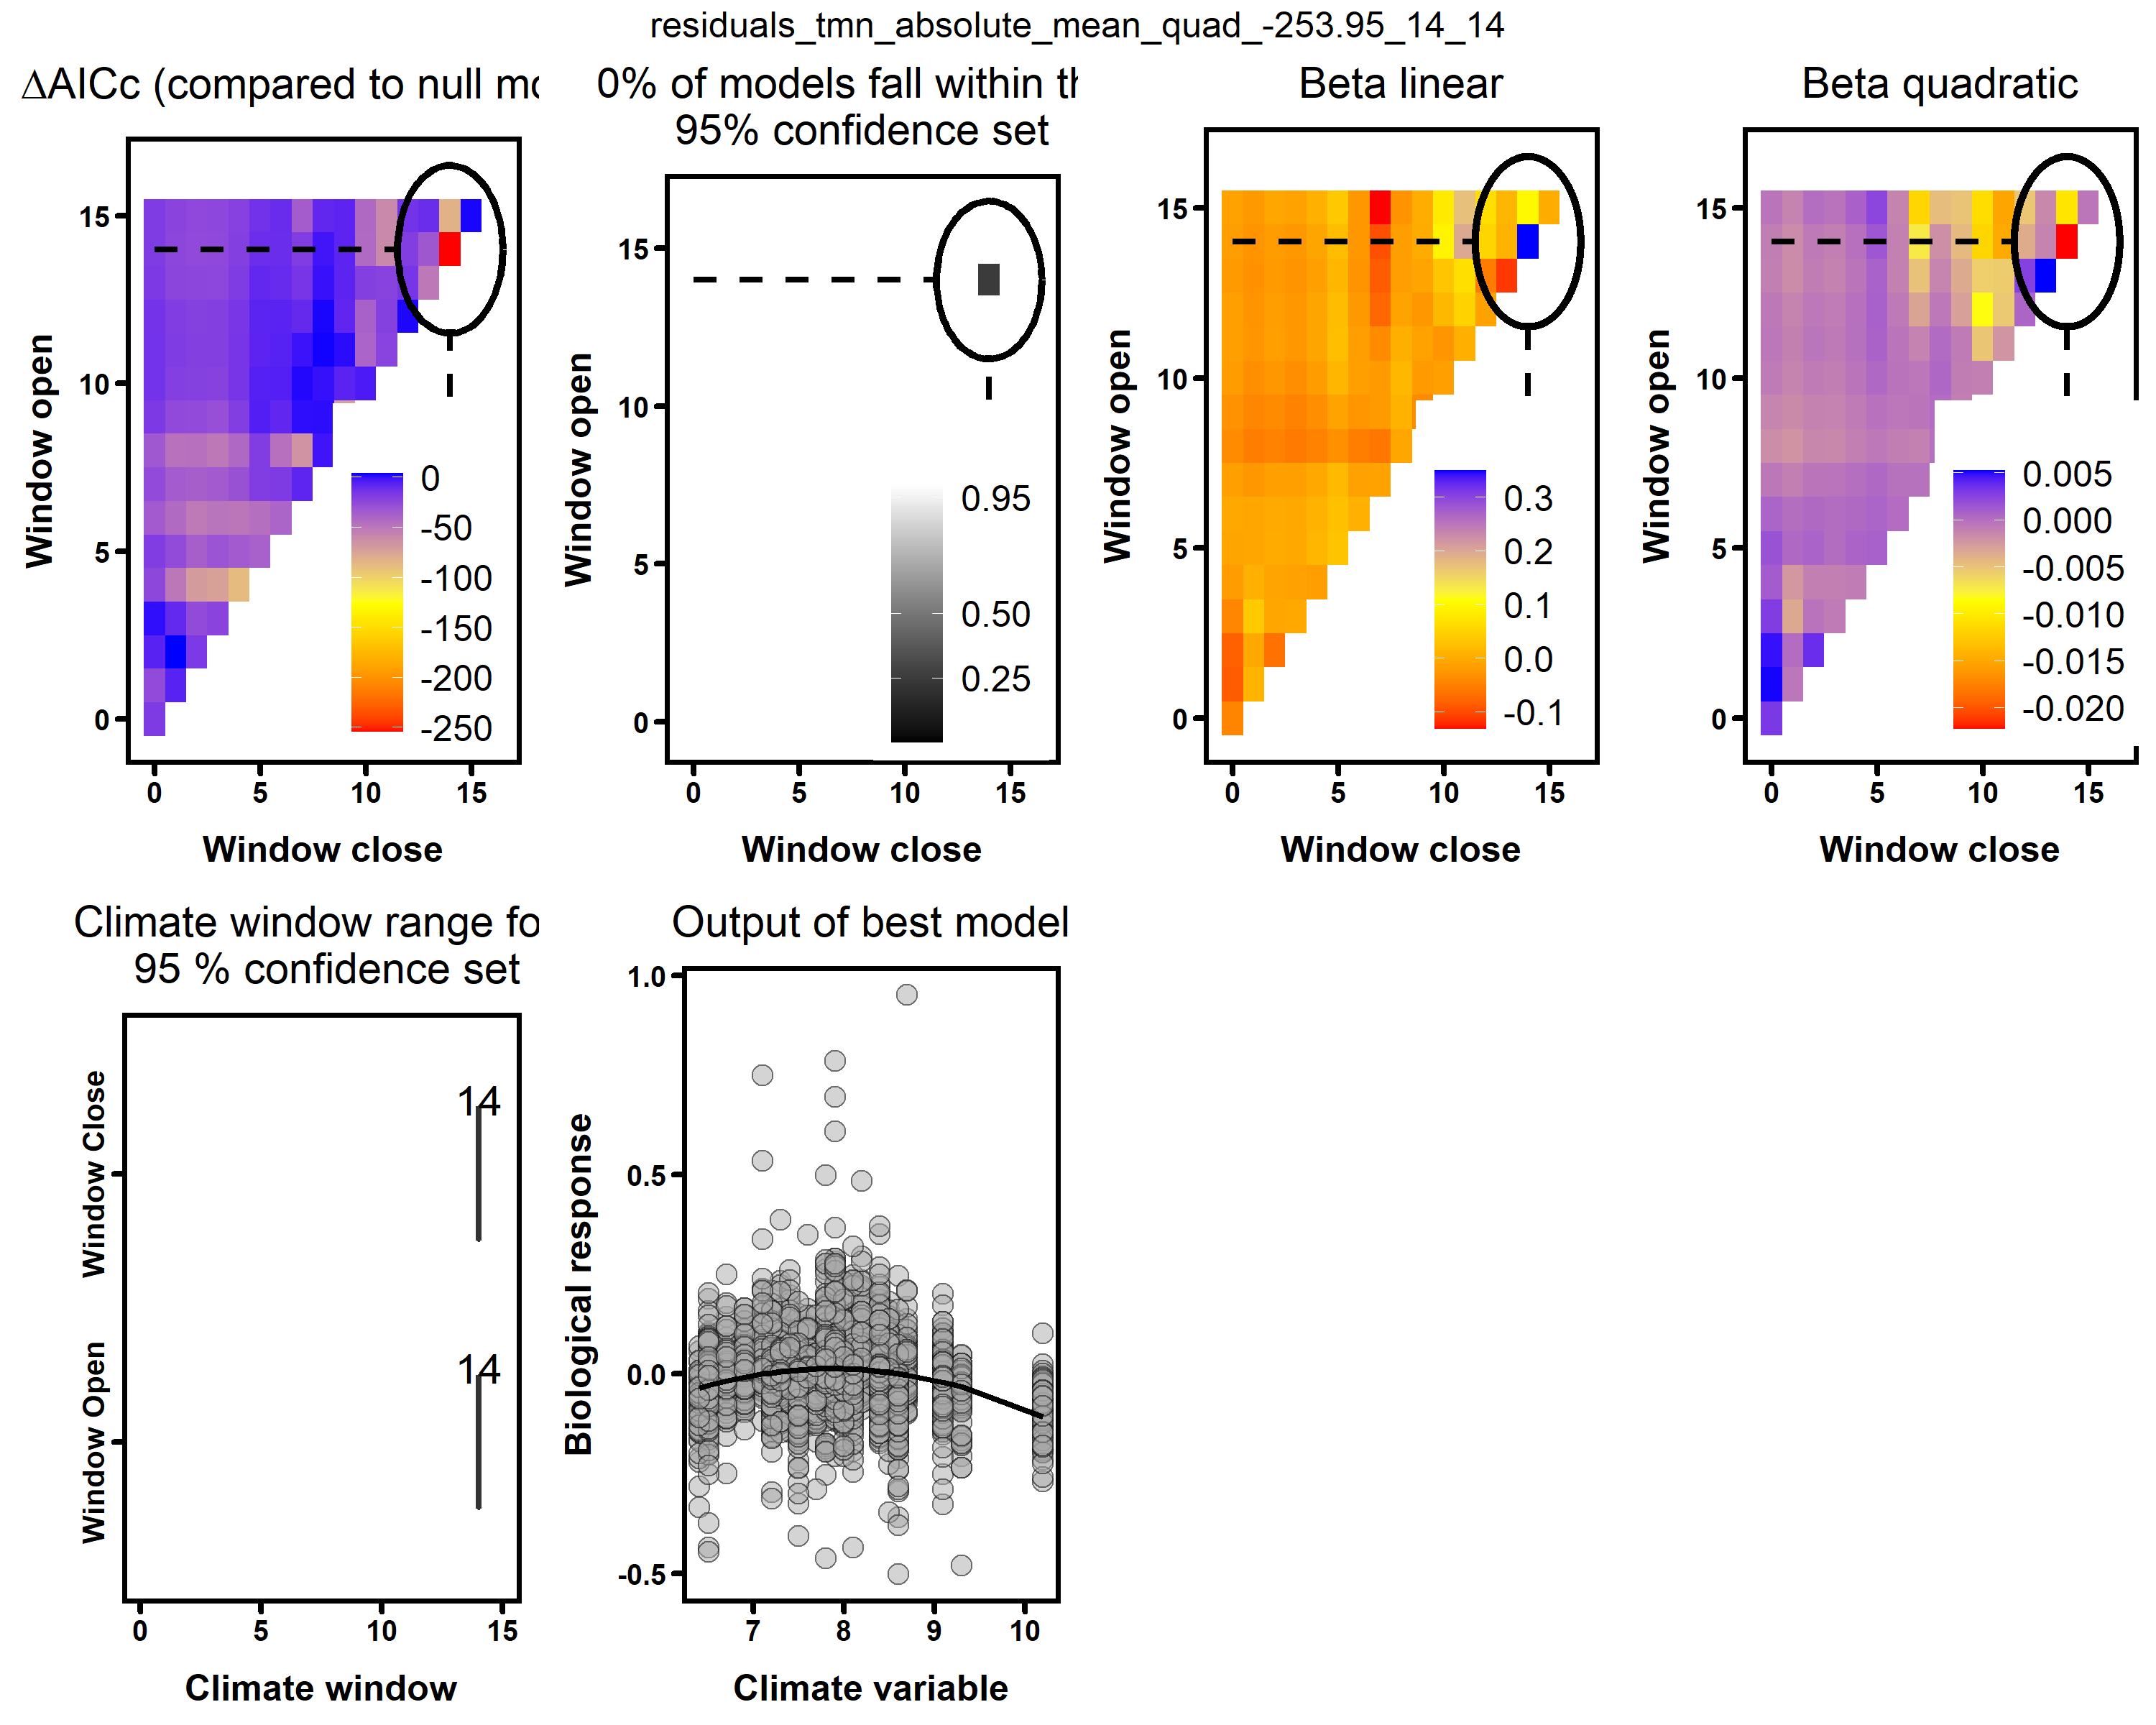 residuals_tmn_absolute_mean_quad_-253.95_14_14
ΔAICc (compared to null mo
15
10
5
0
0
-50
-100
-150
-200
-250
0 5 10 15
Window open
Window close
0% of models fall within th
95% confidence set
15
10
5
0
0.95
0.50
0.25
0 5 10 15
Window open
Window close
Beta linear
15
10
5
0
0.3
0.2
0.1
0.0
-0.1
0 5 10 15
Window open
Window close
Beta quadratic
15
10
5
0
0.005
0.000
-0.005
-0.010
-0.015
-0.020
0 5 10 15
Window open
Window close
Climate window range fo
95 % confidence set
Window Close
Window Open
14
14
0 5 10 15
Climate window
Output of best model
1.0
0.5
0.0
-0.5
7 8 9 10
Biological response
Climate variable